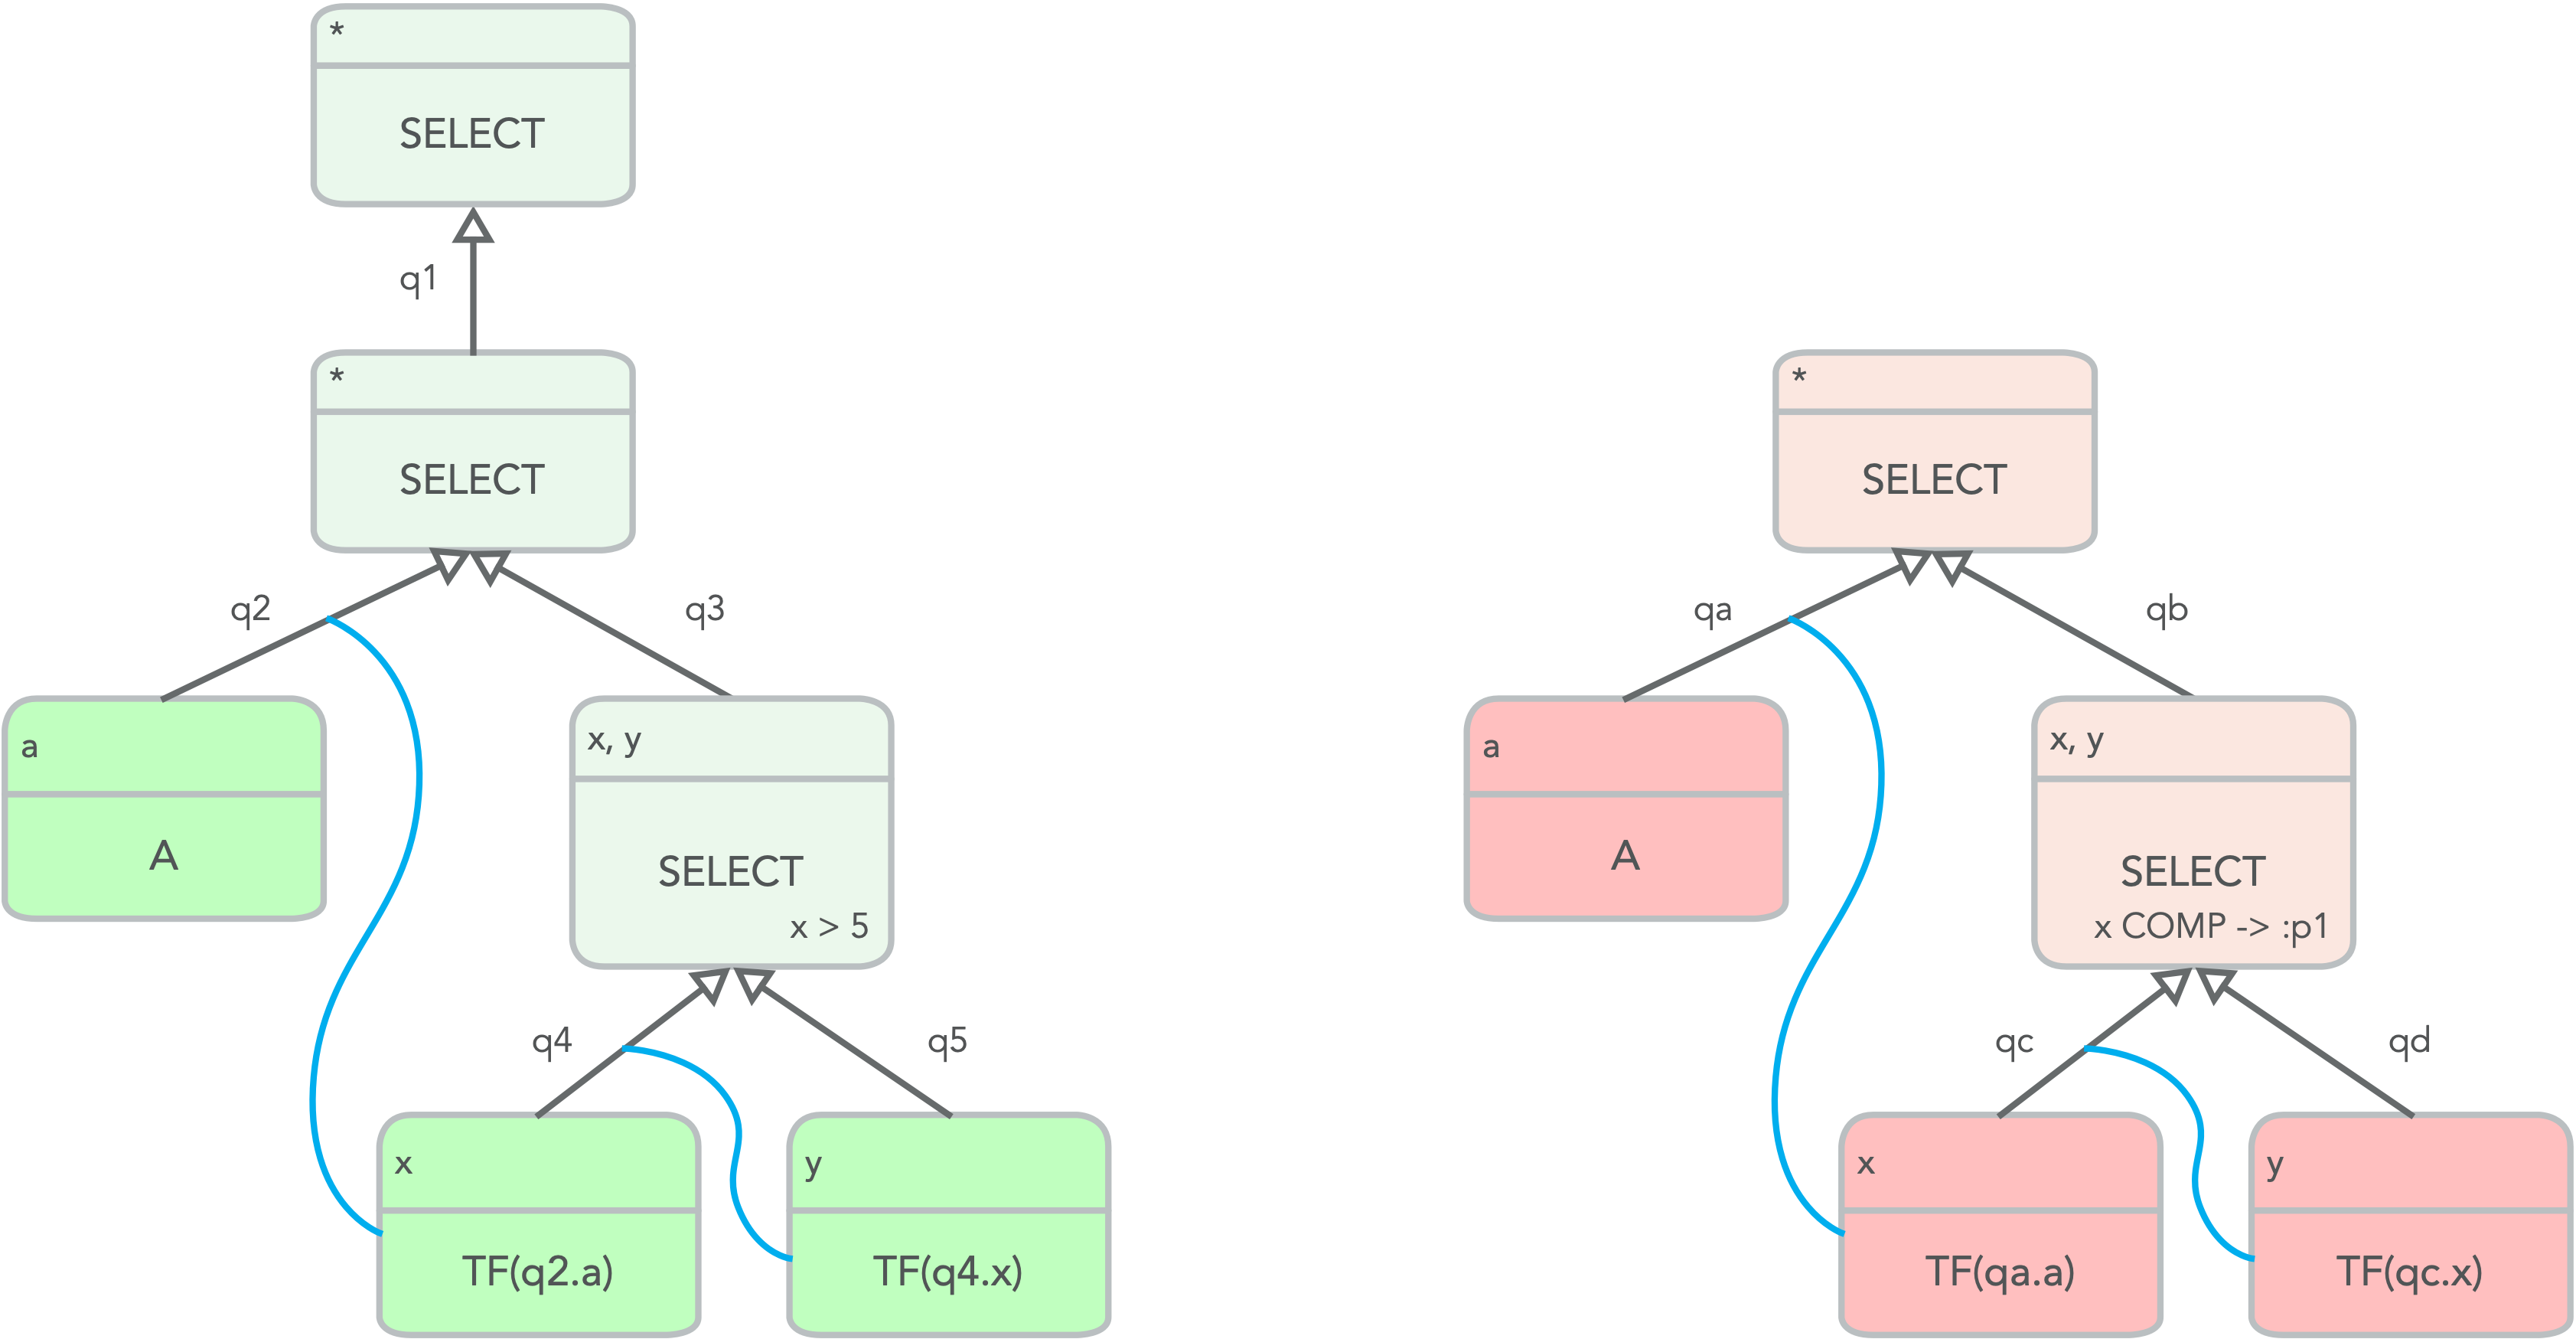 *
SELECT
q1
*
SELECT
q2
q3
a
A
x, y
SELECT
x > 5
q4
q5
x
TF(q2.a)
y
TF(q4.x)
*
SELECT
qa
qb
a
A
x, y
SELECT
x COMP -> :p1
qc
qd
x
TF(qa.a)
y
TF(qc.x)